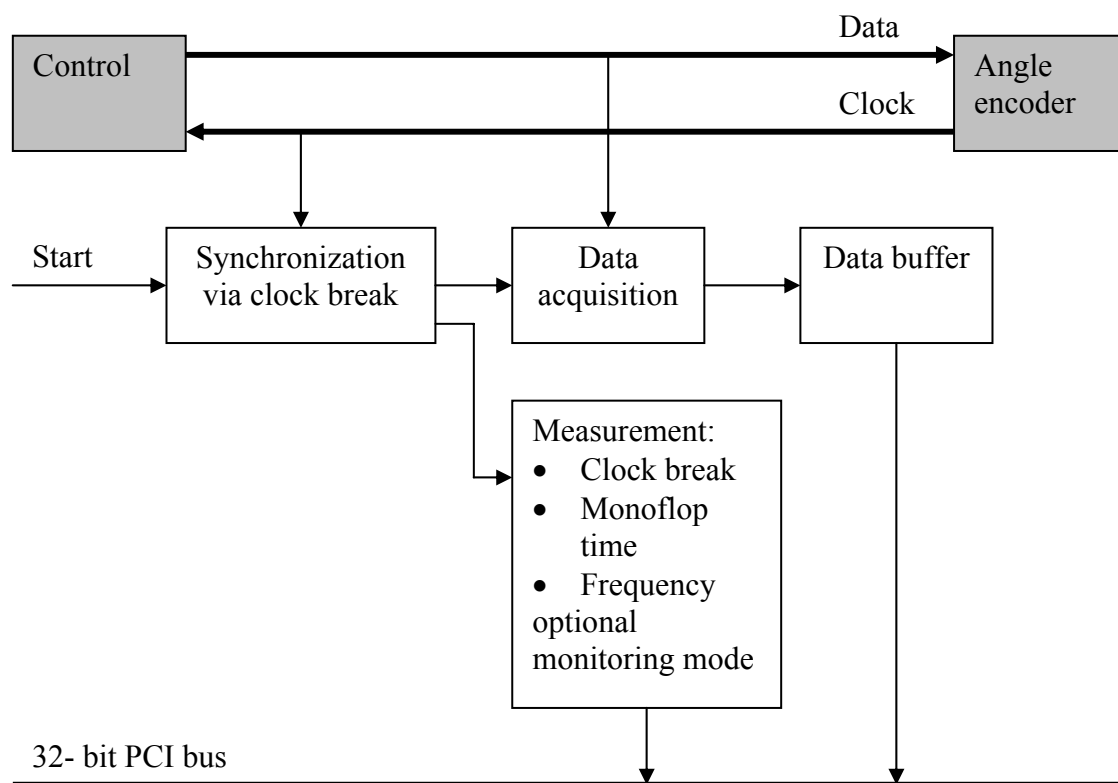 Data
Control
Angle
encoder
Clock
Start
Synchronization
via clock break
Data
acquisition
Data buffer
Measurement:
• Clock break
• Monoflop
time
• Frequency
optional
monitoring mode
32- bit PCI bus